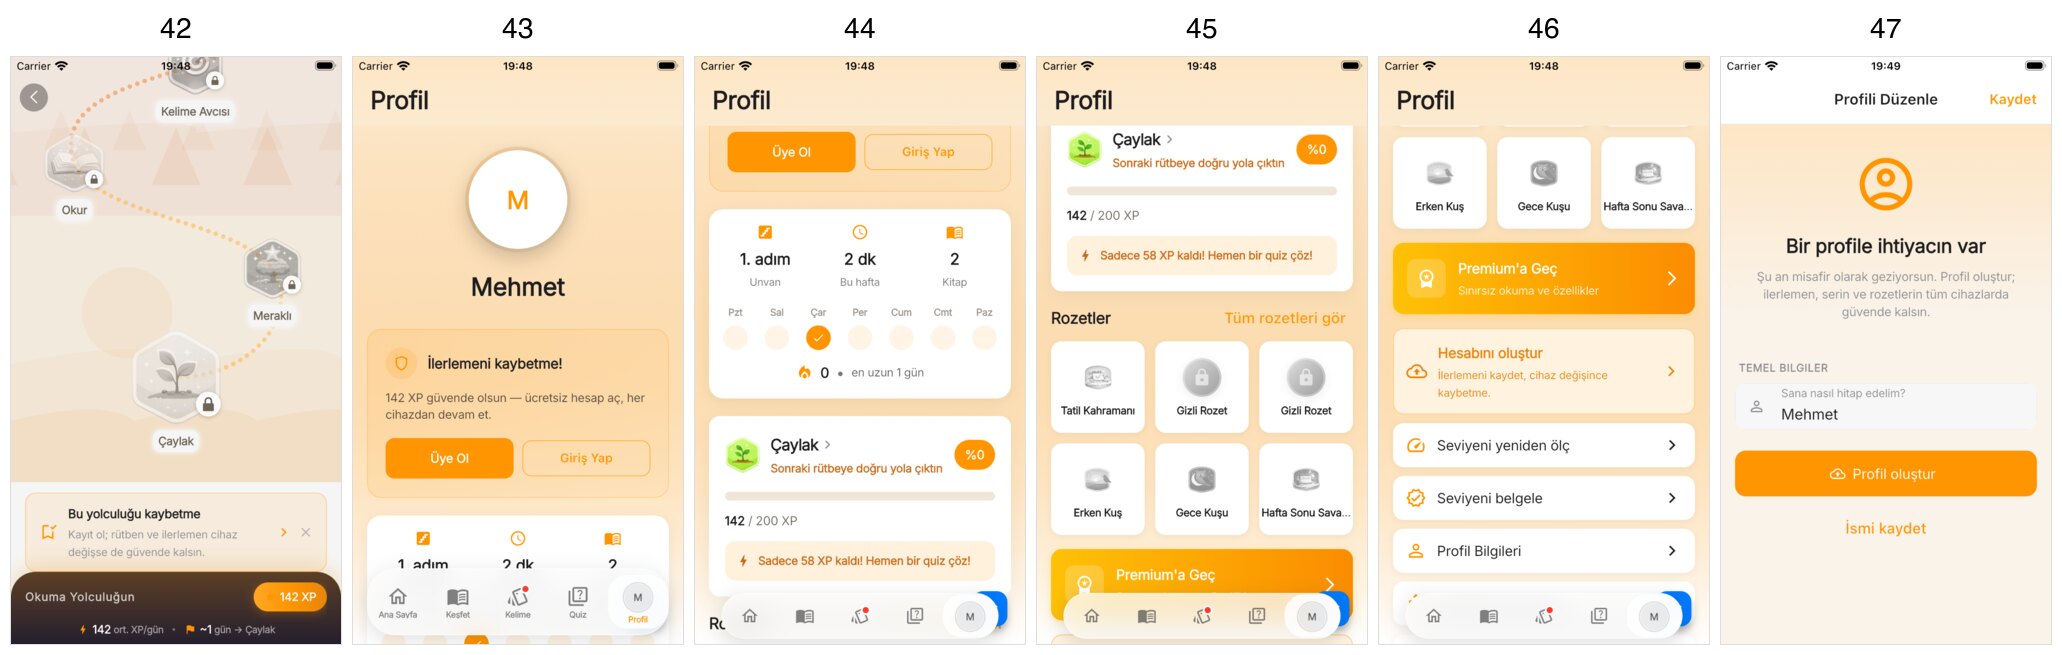 42
Carrier
19:48
Kelime Avcısı
Okur
Meraklı
Çaylak
Bu yolculuğu kaybetme
Kayıt ol; rütben ve ilerlemen cihaz
değişse de güvende kalsın.
Okuma Yolculuğun
142 XP
142 ort. XP/gün • ~1 gün → Çaylak
43
Carrier
19:48
Profil
M
Mehmet
İlerlemeni kaybetme!
142 XP güvende olsun — ücretsiz hesap aç, her
cihazdan devam et.
Üye Ol
Giriş Yap
1. adım
2 dk
2
Ana Sayfa
Keşfet
Kelime
Quiz
M
Profil
44
Carrier
19:48
Profil
Üye Ol
Giriş Yap
1. adım
2 dk
2
Unvan
Bu hafta
Kitap
Pzt Sal Çar Per Cum Cmt Paz
0 • en uzun 1 gün
Çaylak >
%0
Sonraki rütbeye doğru yola çıktın
142 / 200 XP
Sadece 58 XP kaldı! Hemen bir quiz çöz!
M
45
Carrier
19:48
Profil
Çaylak >
%0
Sonraki rütbeye doğru yola çıktın
142 / 200 XP
Sadece 58 XP kaldı! Hemen bir quiz çöz!
Rozetler
Tüm rozetleri gör
Tatil Kahramanı
Gizli Rozet
Gizli Rozet
Erken Kuş
Gece Kuşu
Hafta Sonu Sava...
Premium'a Geç
M
46
Carrier
19:48
Profil
Erken Kuş
Gece Kuşu
Hafta Sonu Sava...
Premium'a Geç
Sınırsız okuma ve özellikler
Hesabını oluştur
İlerlemeni kaydet, cihaz değişince
kaybetme.
Seviyeni yeniden ölç
Seviyeni belgele
Profil Bilgileri
M
47
Carrier
19:49
Profili Düzenle
Kaydet
Bir profile ihtiyacın var
Şu an misafir olarak geziyorsun. Profil oluştur;
ilerlemen, serin ve rozetlerin tüm cihazlarda
güvende kalsın.
TEMEL BILGILER
Sana nasıl hitap edelim?
Mehmet
Profil oluştur
İsmi kaydet